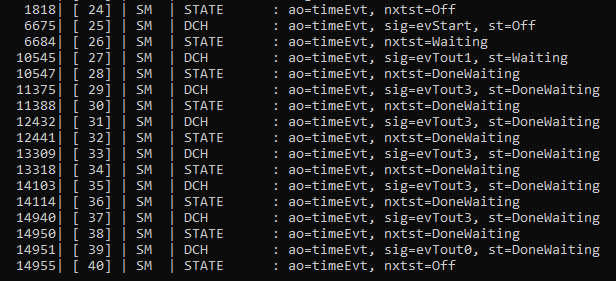 1818| [ 24] | SM | STATE : ao=timeEvt, nxtst=Off
6675| [ 25] | SM | DCH : ao=timeEvt, sig=evStart, st=Off
6684| [ 26] | SM | STATE : ao=timeEvt, nxtst=Waiting
10545| [ 27] | SM | DCH : ao=timeEvt, sig=evTout1, st=Waiting
10547| [ 28] | SM | STATE : ao=timeEvt, nxtst=DoneWaiting
11375| [ 29] | SM | DCH : ao=timeEvt, sig=evTout3, st=DoneWaiting
11388| [ 30] | SM | STATE : ao=timeEvt, nxtst=DoneWaiting
12432| [ 31] | SM | DCH : ao=timeEvt, sig=evTout3, st=DoneWaiting
12441| [ 32] | SM | STATE : ao=timeEvt, nxtst=DoneWaiting
13309| [ 33] | SM | DCH : ao=timeEvt, sig=evTout3, st=DoneWaiting
13318| [ 34] | SM | STATE : ao=timeEvt, nxtst=DoneWaiting
14103| [ 35] | SM | DCH : ao=timeEvt, sig=evTout3, st=DoneWaiting
14114| [ 36] | SM | STATE : ao=timeEvt, nxtst=DoneWaiting
14940| [ 37] | SM | DCH : ao=timeEvt, sig=evTout3, st=DoneWaiting
14950| [ 38] | SM | STATE : ao=timeEvt, nxtst=DoneWaiting
14951| [ 39] | SM | DCH : ao=timeEvt, sig=evTout0, st=DoneWaiting
14955| [ 40] | SM | STATE : ao=timeEvt, nxtst=Off